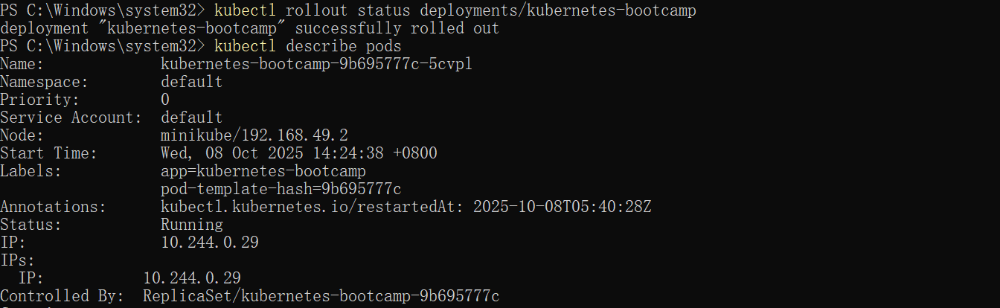 PS C:\Windows\system32> kubectl rollout status deployments/kubernetes-bootcamp
deployment "kubernetes-bootcamp" successfully rolled out
PS C:\Windows\system32> kubectl describe pods
Name:             kubernetes-bootcamp-9b695777c-5cvpl
Namespace:        default
Priority:         0
Service Account:  default
Node:             minikube/192.168.49.2
Start Time:       Wed, 08 Oct 2025 14:24:38 +0800
Labels:           app=kubernetes-bootcamp
                  pod-template-hash=9b695777c
Annotations:      kubectl.kubernetes.io/restartedAt: 2025-10-08T05:40:28Z
Status:           Running
IP:               10.244.0.29
IPs:
  IP:           10.244.0.29
Controlled By:  ReplicaSet/kubernetes-bootcamp-9b695777c